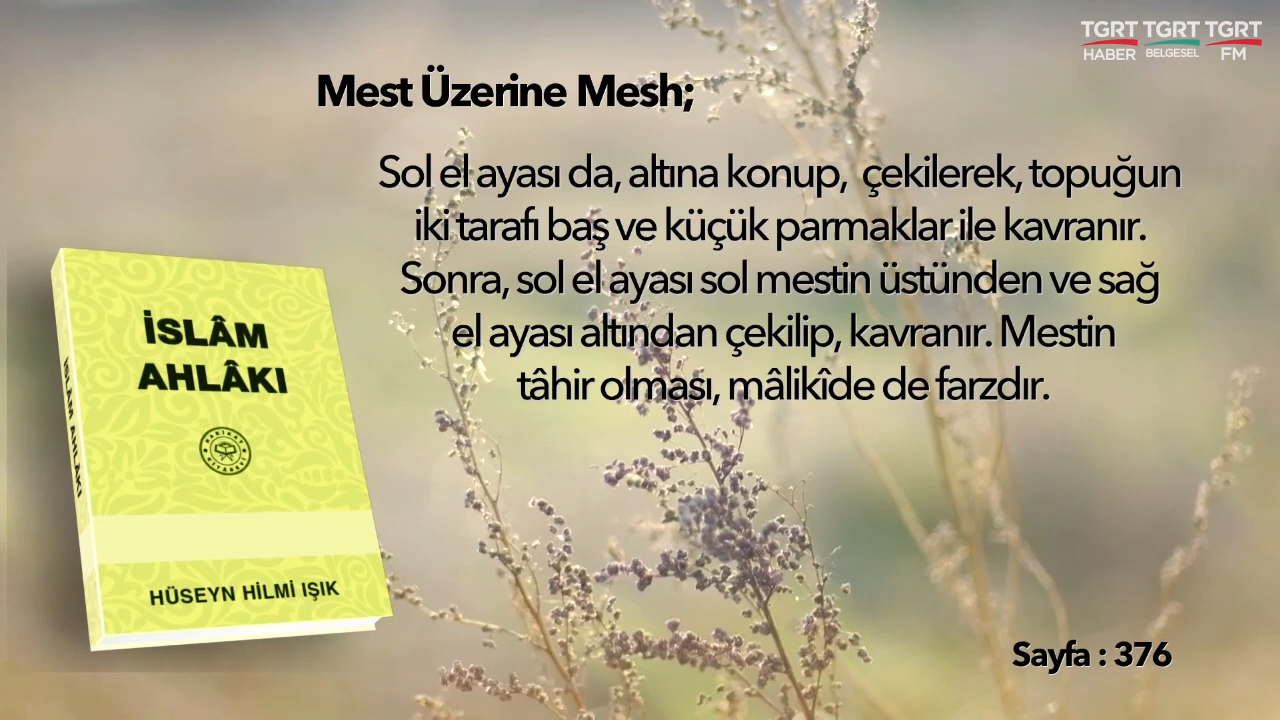 TGRT TGRT TGRT
HABER BELGESEL FM
Mest Üzerine Mesh;
Sol el ayası da, altına konup, çekilerek, topuğun
iki tarafı baş ve küçük parmaklar ile kavranır.
Sonra, sol el ayası sol mestin üstünden ve sağ
el ayası altından çekilip, kavranır. Mestin
tâhir olması, mâlikîde de farzdır.
İSLÂM
AHLÂKI
İSLÂM AHLÂKI
HÜSEYN HİLMİ IŞIK
Sayfa : 376